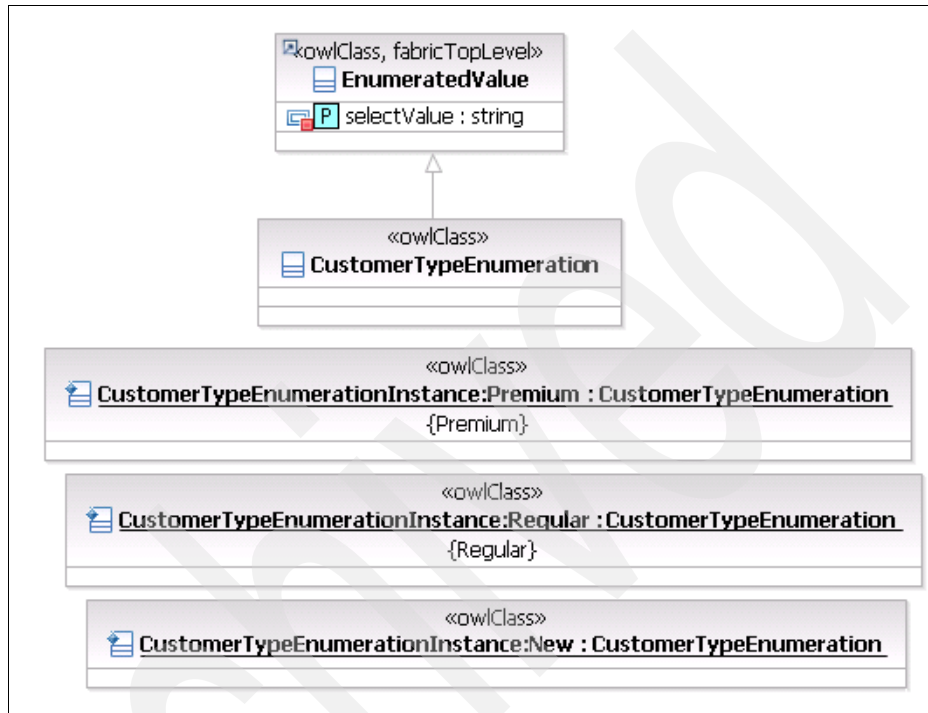 «owlClass, fabricTopLevel»
EnumeratedValue
P selectValue : string
«owlClass»
CustomerTypeEnumeration
«owlClass»
CustomerTypeEnumerationInstance:Premium : CustomerTypeEnumeration
{Premium}
«owlClass»
CustomerTypeEnumerationInstance:Regular : CustomerTypeEnumeration
{Regular}
«owlClass»
CustomerTypeEnumerationInstance:New : CustomerTypeEnumeration